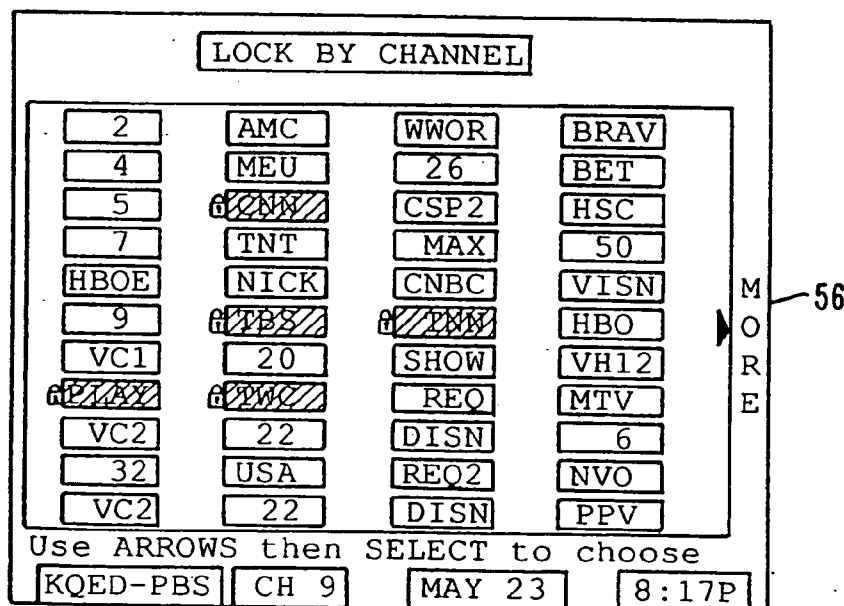 LOCK BY CHANNEL
2 AMC WWOR BRAV
4 MEU 26 BET
5 CNN CSP2 HSC
7 TNT MAX 50
HBOE NICK CNBC VISN
9 TBS TNN HBO
VC1 20 SHOW VH12
PLAY TWC REQ MTV
VC2 22 DISN 6
32 USA REQ2 NVO
VC2 22 DISN PPV
MORE
56
Use ARROWS then SELECT to choose
KQED-PBS CH 9 MAY 23 8:17P